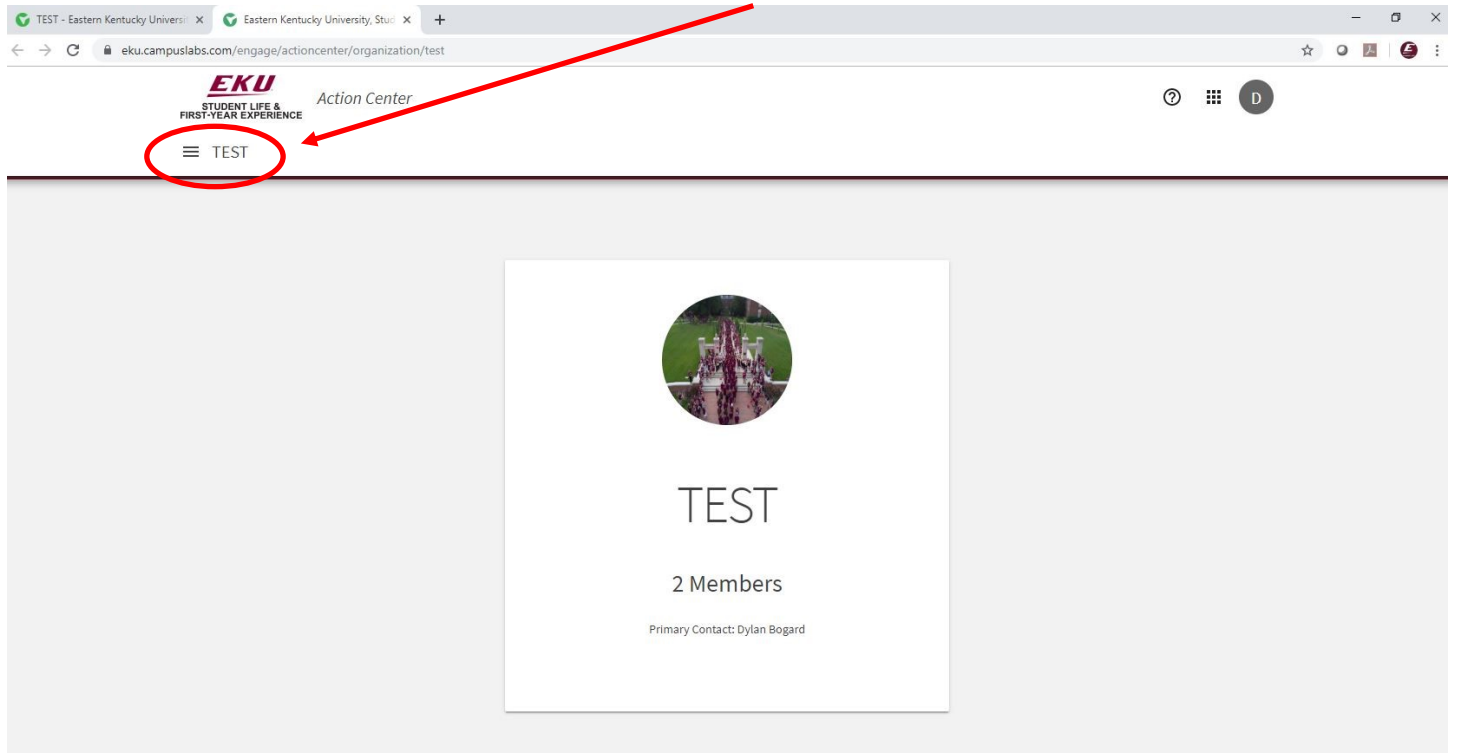 TEST - Eastern Kentucky Universi
Eastern Kentucky University, Stud
eku.campuslabs.com/engage/actioncenter/organization/test
EKU
STUDENT LIFE &
FIRST-YEAR EXPERIENCE
Action Center
D
TEST
TEST
2 Members
Primary Contact: Dylan Bogard